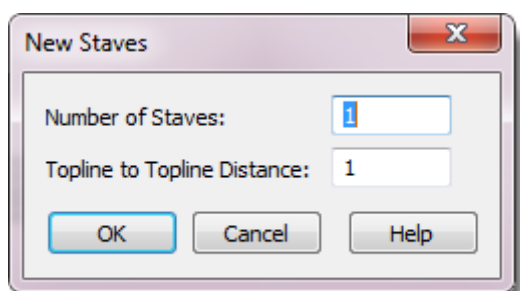 New Staves
Number of Staves: 1
Topline to Topline Distance: 1
OK Cancel Help